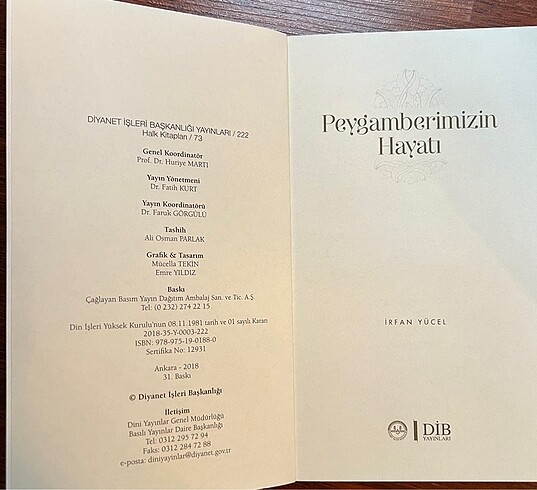 DİYANET İŞLERİ BAŞKANLIĞI YAYINLARI / 222
Halk Kitapları / 73
Genel Koordinatör
Prof. Dr. Huriye MARTI
Yayın Yönetmeni
Dr. Fatih KURT
Yayın Koordinatörü
Dr. Faruk GÖRGÜLÜ
Tashih
Ali Osman PARLAK
Grafik & Tasarım
Mücella TEKİN
Emre YILDIZ
Baskı
Çağlayan Basım Yayın Dağıtım Ambalaj San. ve Tic. A.Ş.
Tel: (0 232) 274 22 15
Din İşleri Yüksek Kurulu'nun 08.11.1981 tarih ve 01 sayılı Kararı
2018-35-Y-0003-222
ISBN: 978-975-19-0188-0
Sertifika No: 12931
Ankara - 2018
31. Baskı
© Diyanet İşleri Başkanlığı
İletişim
Dini Yayınlar Genel Müdürlüğü
Basılı Yayınlar Daire Başkanlığı
Tel: 0312 295 72 94
Faks: 0312 284 72 88
e-posta: diniyayinlar@diyanet.gov.tr
Peygamberimizin
Hayatı
İRFAN YÜCEL
DİB
YAYINLARI